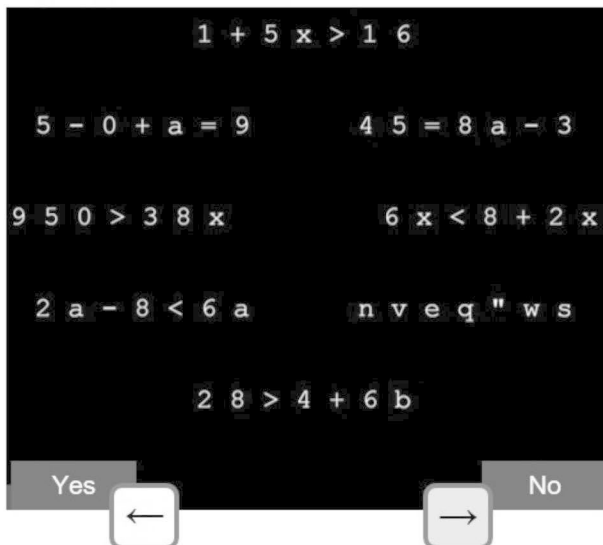 1 + 5 x > 1 6
5 - 0 + a = 9 4 5 = 8 a - 3
9 5 0 > 3 8 x 6 x < 8 + 2 x
2 a - 8 < 6 a n v e q " w s
2 8 > 4 + 6 b
Yes No
← →